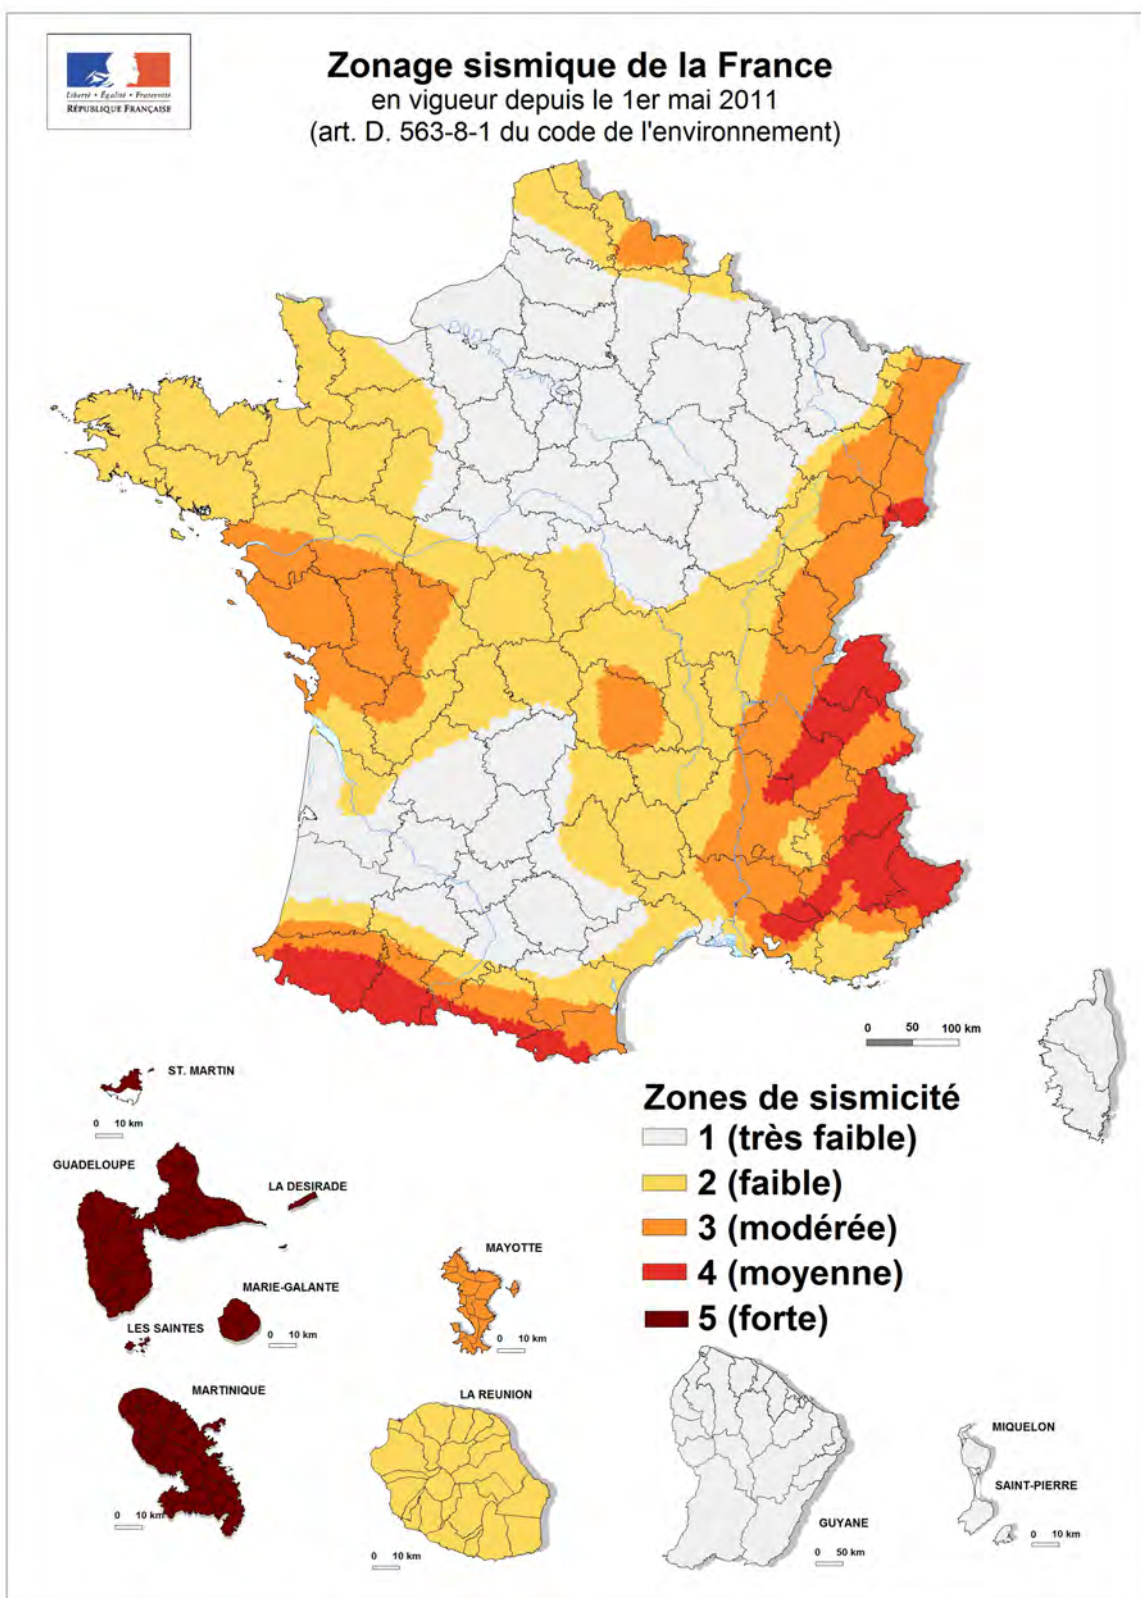 Liberté • Égalité • Fraternité
RÉPUBLIQUE FRANÇAISE
Zonage sismique de la France
en vigueur depuis le 1er mai 2011
(art. D. 563-8-1 du code de l'environnement)
0 50 100 km
ST. MARTIN
0 10 km
GUADELOUPE
LA DESIRADE
MARIE-GALANTE
LES SAINTES
0 10 km
MAYOTTE
0 10 km
Zones de sismicité
1 (très faible)
2 (faible)
3 (modérée)
4 (moyenne)
5 (forte)
MARTINIQUE
0 10 km
LA REUNION
0 10 km
GUYANE
0 50 km
MIQUELON
SAINT-PIERRE
0 10 km